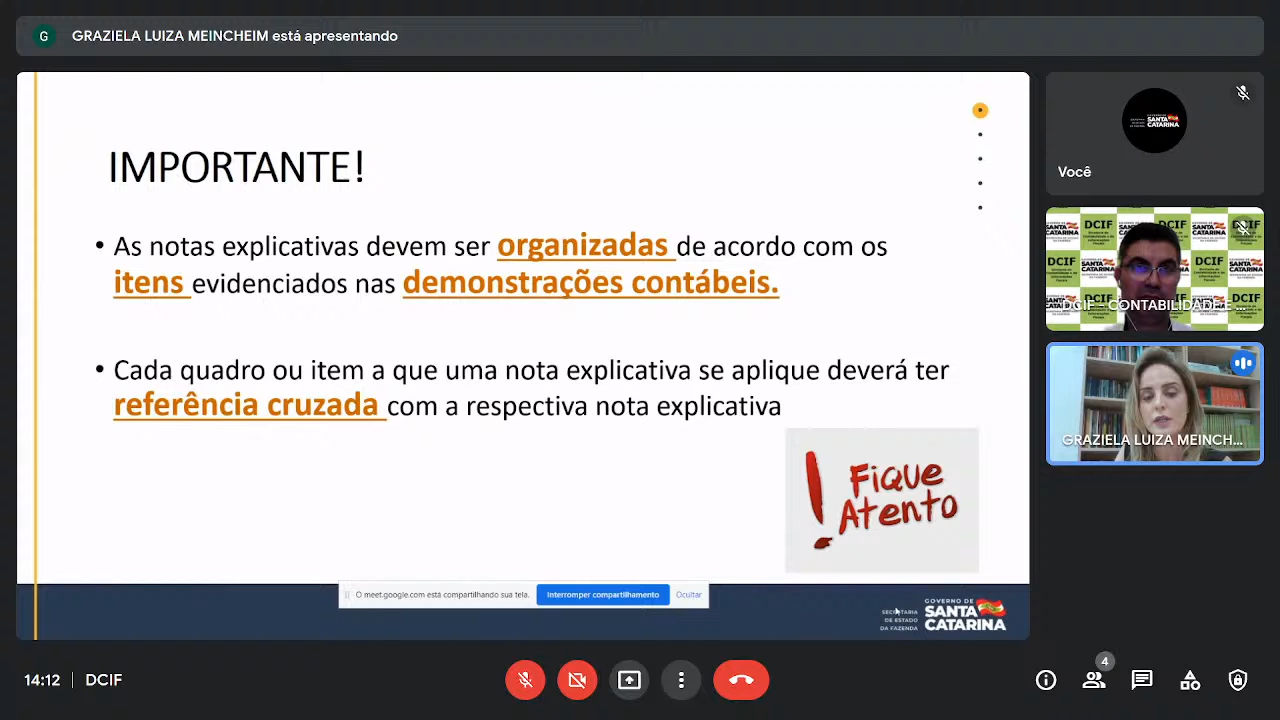 G GRAZIELA LUIZA MEINCHEIM está apresentando
IMPORTANTE!
• As notas explicativas devem ser organizadas de acordo com os
itens evidenciados nas demonstrações contábeis.
• Cada quadro ou item a que uma nota explicativa se aplique deverá ter
referência cruzada com a respectiva nota explicativa
! FIQUE
ATENTO
O meet.google.com está compartilhando sua tela. Interromper compartilhamento Ocultar
SECRETARIA
DE ESTADO
DA FAZENDA
GOVERNO DE
SANTA
CATARINA
SANTA
CATARINA
Você
DCIF
DCIF - CONTABILIDADE E ...
GRAZIELA LUIZA MEINCH...
14:12 | DCIF
4